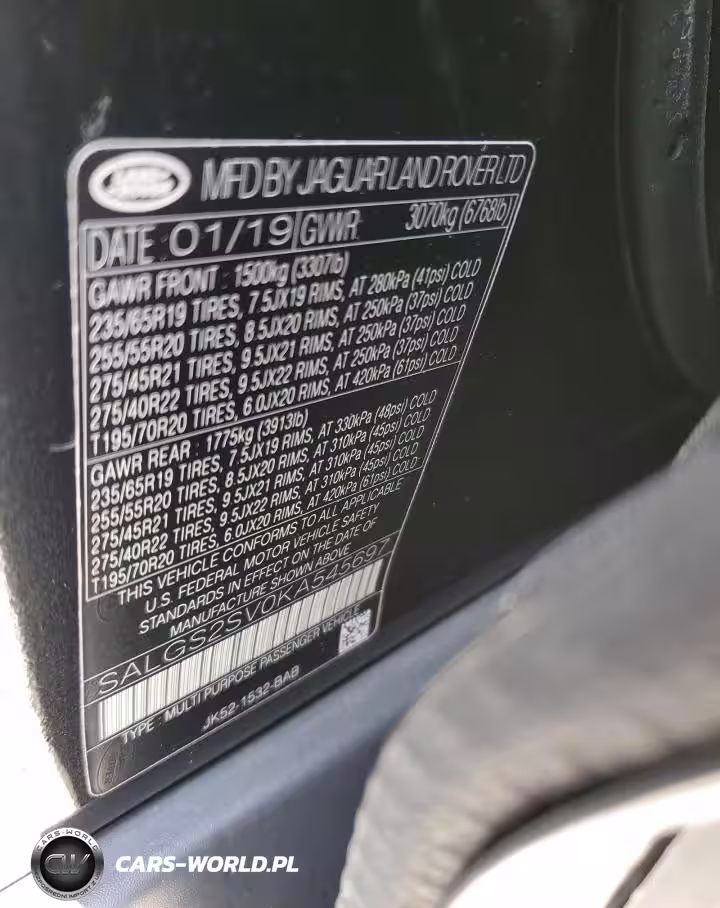 MFD BY JAGUAR LAND ROVER LTD
DATE: 01/19 GVWR: 3070kg (6768lb)
GAWR FRONT : 1500kg (3307lb)
235/65R19 TIRES, 7.5JX19 RIMS, AT 280kPa (41psi) COLD
255/55R20 TIRES, 8.5JX20 RIMS, AT 250kPa (37psi) COLD
275/45R21 TIRES, 9.5JX21 RIMS, AT 250kPa (37psi) COLD
275/40R22 TIRES, 9.5JX22 RIMS, AT 250kPa (37psi) COLD
T195/70R20 TIRES, 6.0JX20 RIMS, AT 420kPa (61psi) COLD
GAWR REAR : 1775kg (3913lb)
235/65R19 TIRES, 7.5JX19 RIMS, AT 330kPa (48psi) COLD
255/55R20 TIRES, 8.5JX20 RIMS, AT 310kPa (45psi) COLD
275/45R21 TIRES, 9.5JX21 RIMS, AT 310kPa (45psi) COLD
275/40R22 TIRES, 9.5JX22 RIMS, AT 310kPa (45psi) COLD
T195/70R20 TIRES, 6.0JX20 RIMS, AT 420kPa (61psi) COLD
THIS VEHICLE CONFORMS TO ALL APPLICABLE
U.S. FEDERAL MOTOR VEHICLE SAFETY
STANDARDS IN EFFECT ON THE DATE OF
MANUFACTURE SHOWN ABOVE
SALGS2SV0KA545697
TYPE : MULTI PURPOSE PASSENGER VEHICLE
JK52-1532-BAB
CARS-WORLD
CW
CARS-WORLD.PL